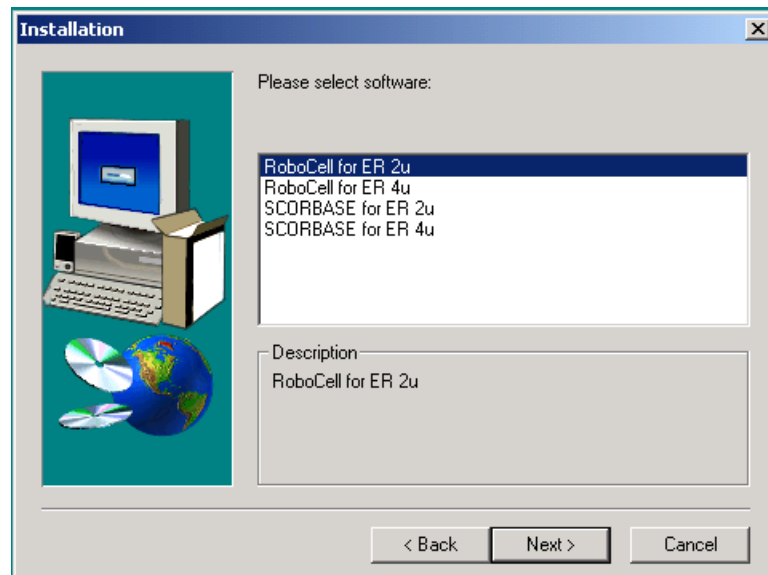 Installation
Please select software:
RoboCell for ER 2u
RoboCell for ER 4u
SCORBASE for ER 2u
SCORBASE for ER 4u
Description
RoboCell for ER 2u
< Back
Next >
Cancel